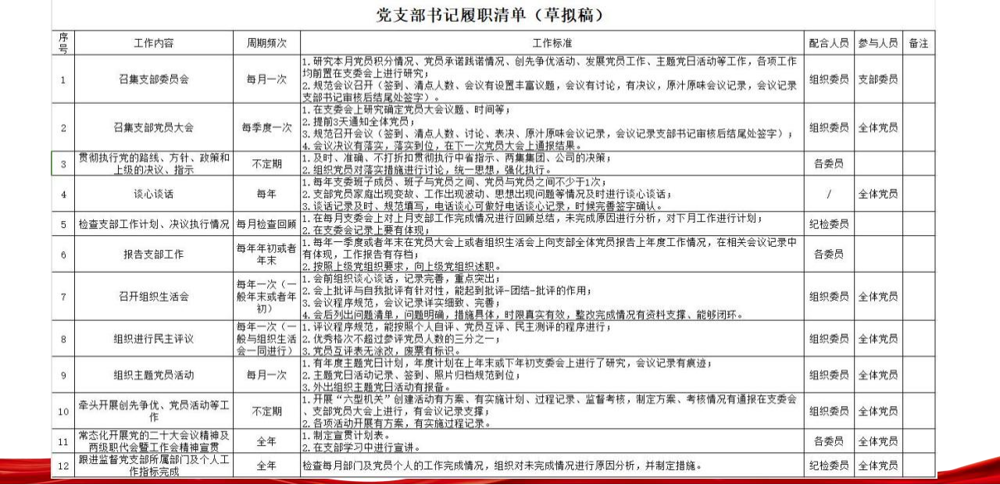 党支部书记履职清单（草拟稿）
序号
工作内容
周期频次
工作标准
配合人员
参与人员
备注
1
召集支部委员会
每月一次
1.研究本月党员积分情况、党员承诺践诺情况、创先争优活动、发展党员工作、主题党日活动等工作，各项工作
均前置在支委会上进行研究；
2.规范会议召开（签到、清点人数、会议有设置丰富议题，会议有讨论，有决议，原汁原味会议记录，会议记录
支部书记审核后结尾处签字）。
组织委员
支部委员
2
召集支部党员大会
每季度一次
1.在支委会上研究确定党员大会议题、时间等；
2.提前3天通知全体党员；
3.规范召开会议（签到、清点人数、讨论、表决、原汁原味会议记录，会议记录支部书记审核后结尾处签字）；
4.会议决议有落实，落实到位，在下一次党员大会上通报结果。
组织委员
全体党员
3
贯彻执行党的路线、方针、政策和
上级的决议、指示
不定期
1.及时、准确、不打折扣贯彻执行中省指示、两集集团、公司的决策；
2.组织党员对落实措施进行讨论，统一思想，强化执行。
各委员
4
谈心谈话
每年
1.每年支委班子成员、班子与党员之间、党员与党员之间不少于1次；
2.支部党员家庭出现变故、工作出现波动、思想出现问题等情况及时进行谈心谈话；
3.谈话记录及时、规范填写，电话谈心可做好电话谈心记录，时候完善签字确认。
/
全体党员
5
检查支部工作计划、决议执行情况
每月检查回顾
1.在每月支委会上对上月支部工作完成情况进行回顾总结，未完成原因进行分析，对下月工作进行计划；
2.在支委会记录上要有体现；
纪检委员
6
报告支部工作
每年年初或者
年末
1.每年一季度或者年末在党员大会上或者组织生活会上向支部全体党员报告上年度工作情况，在相关会议记录中
有体现，工作报告有存档；
2.按照上级党组织要求，向上级党组织述职。
各委员
7
召开组织生活会
每年一次（一
般年末或者年
初）
1.会前组织谈心谈话，记录完善，重点突出；
2.会上批评与自我批评有针对性，能起到批评-团结-批评的作用；
3.会议程序规范，会议记录详实细致、完善；
4.会后列出问题清单，问题明确，措施具体，时限真实有效，整改完成情况有资料支撑、能够闭环。
组织委员
全体党员
8
组织进行民主评议
每年一次（一
般与组织生活
会一同进行）
1.评议程序规范，能按照个人自评、党员互评、民主测评的程序进行；
2.优秀格次不超过参评党员人数的三分之一；
3.党员互评表无涂改，废票有标识。
组织委员
全体党员
9
组织主题党员活动
每月一次
1.有年度主题党日计划，年度计划在上年末或下年初支委会上进行了研究，会议记录有痕迹；
2.主题党日活动记录、签到、照片归档规范到位；
3.外出组织主题党日活动有报备。
组织委员
全体党员
10
牵头开展创先争优、党员活动等工
作
不定期
1.开展“六型机关”创建活动有方案、有实施计划、过程记录、监督考核，制定方案、考核情况有通报在支委会
、支部党员大会上进行，有会议记录支撑；
2.各项活动开展有方案，有实施过程记录。
组织委员
全体党员
11
常态化开展党的二十大会议精神及
两级职代会暨工作会精神宣贯
全年
1.制定宣贯计划表。
2.在支部学习中进行宣讲。
各委员
全体党员
12
跟进监督党支部所属部门及个人工
作指标完成
全年
检查每月部门及党员个人的工作完成情况，组织对未完成情况进行原因分析，并制定措施。
纪检委员
全体党员